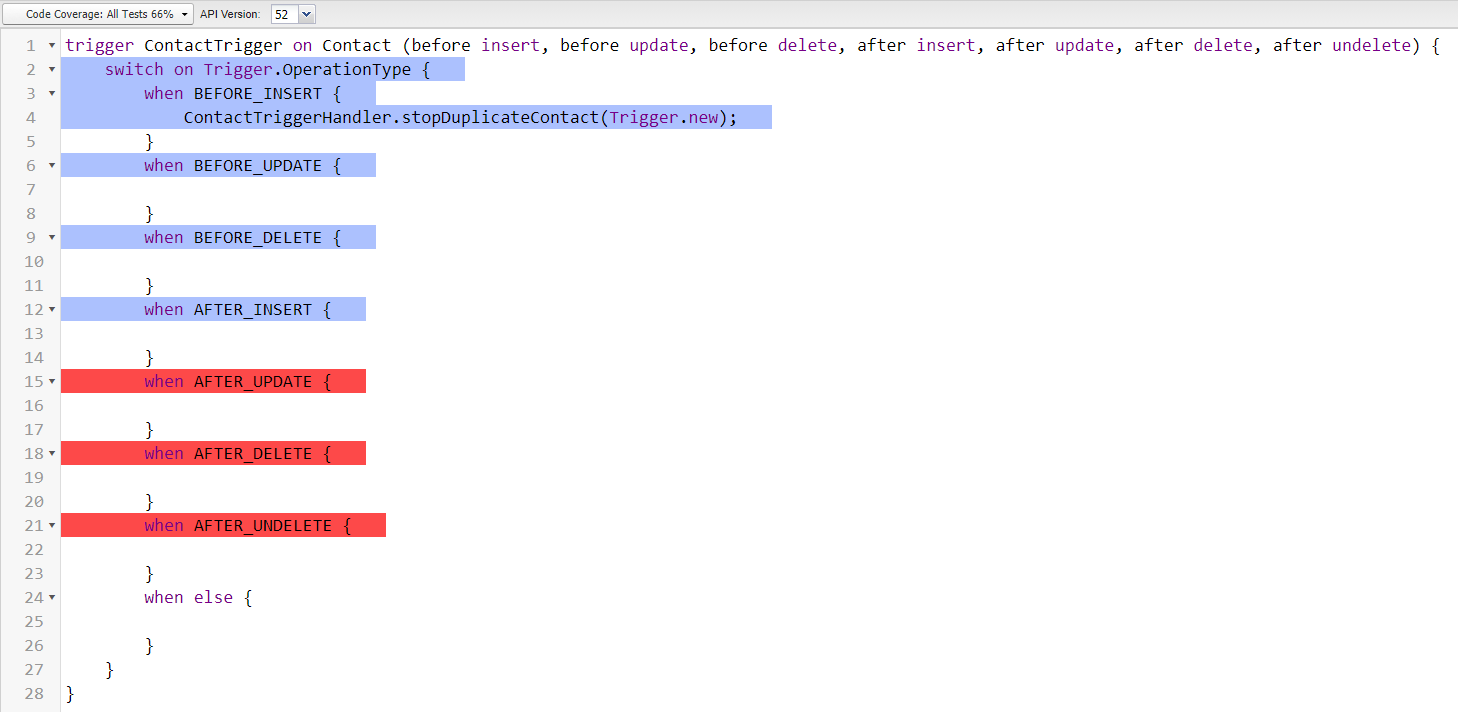 Code Coverage: All Tests 66% API Version: 52
1 trigger ContactTrigger on Contact (before insert, before update, before delete, after insert, after update, after delete, after undelete) {
2     switch on Trigger.OperationType {
3         when BEFORE_INSERT {
4             ContactTriggerHandler.stopDuplicateContact(Trigger.new);
5         }
6         when BEFORE_UPDATE {
7
8         }
9         when BEFORE_DELETE {
10
11         }
12         when AFTER_INSERT {
13
14         }
15         when AFTER_UPDATE {
16
17         }
18         when AFTER_DELETE {
19
20         }
21         when AFTER_UNDELETE {
22
23         }
24         when else {
25
26         }
27     }
28 }